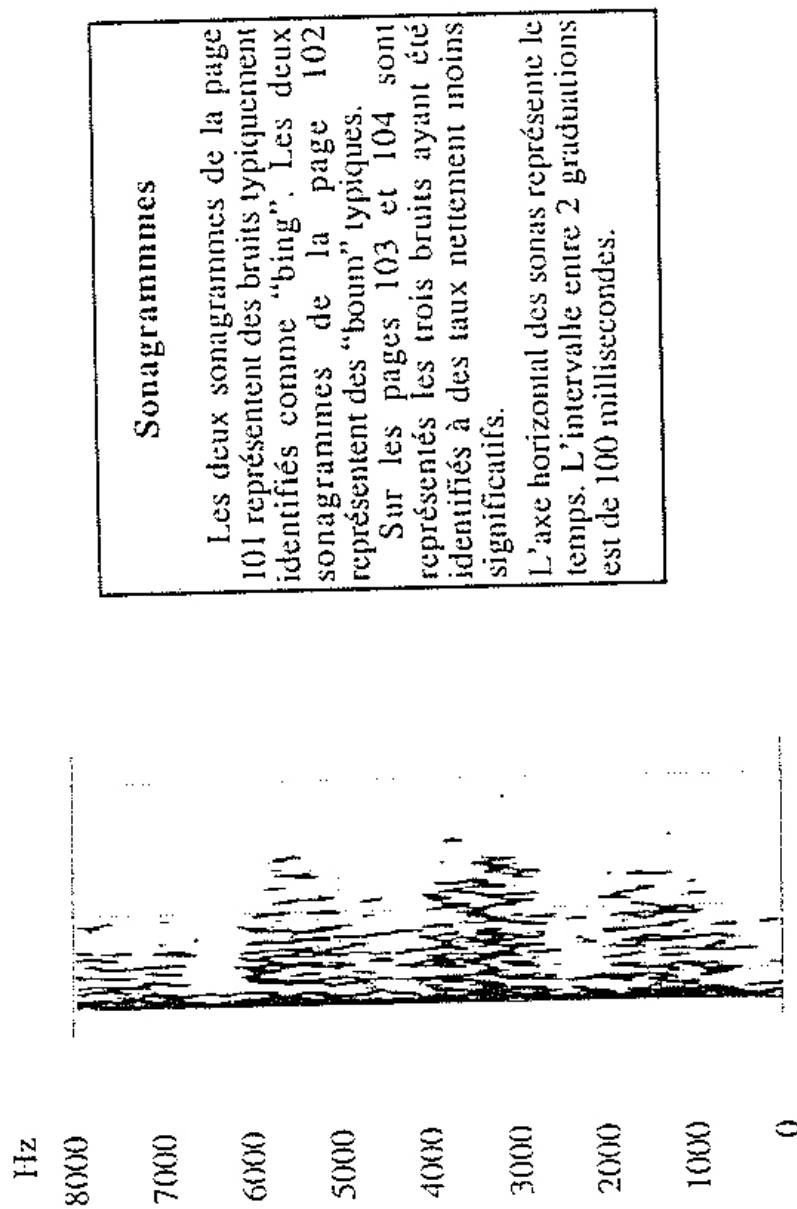 Sonagrammes
Les deux sonagrammes de la page
101 représentent des bruits typiquement
identifiés comme “bing”. Les deux
sonagrammes de la page 102
représentent des “boum” typiques.
Sur les pages 103 et 104 sont
représentés les trois bruits ayant été
identifiés à des taux nettement moins
significatifs.
L’axe horizontal des sonas représente le
temps. L’intervalle entre 2 graduations
est de 100 millisecondes.
Hz
8000
7000
6000
5000
4000
3000
2000
1000
0